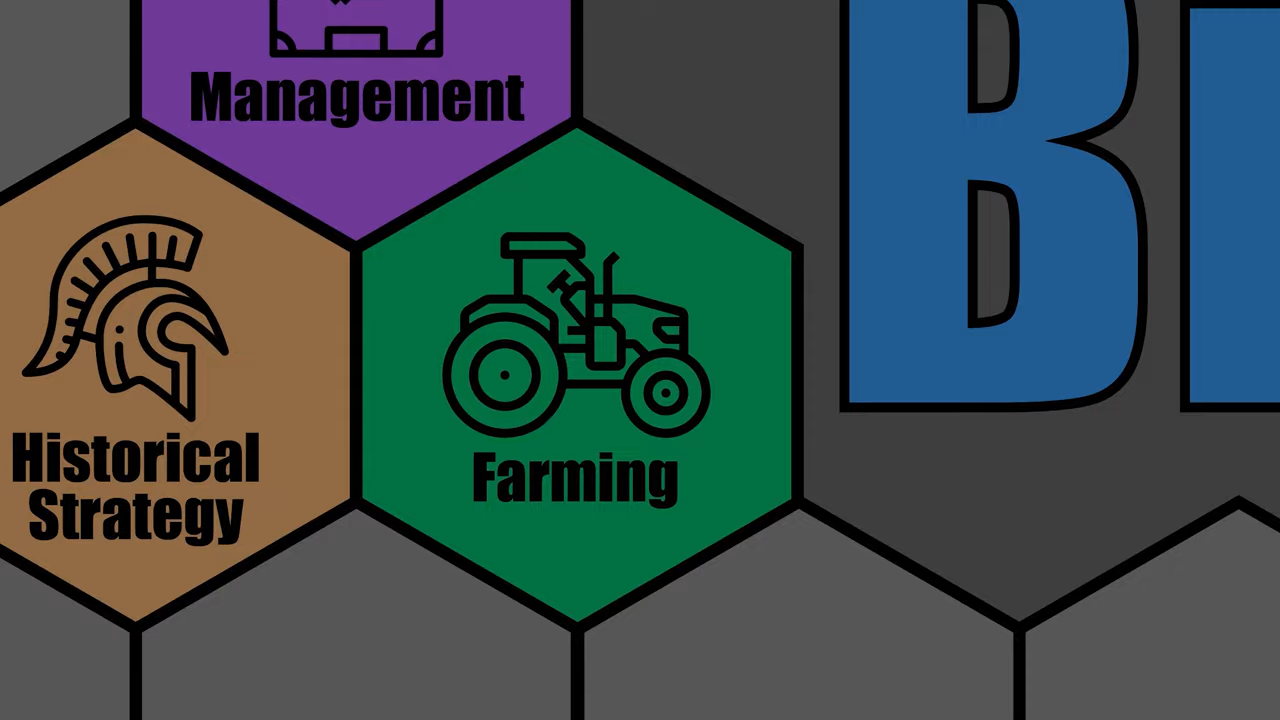 Management
B
Historical
Strategy
Farming